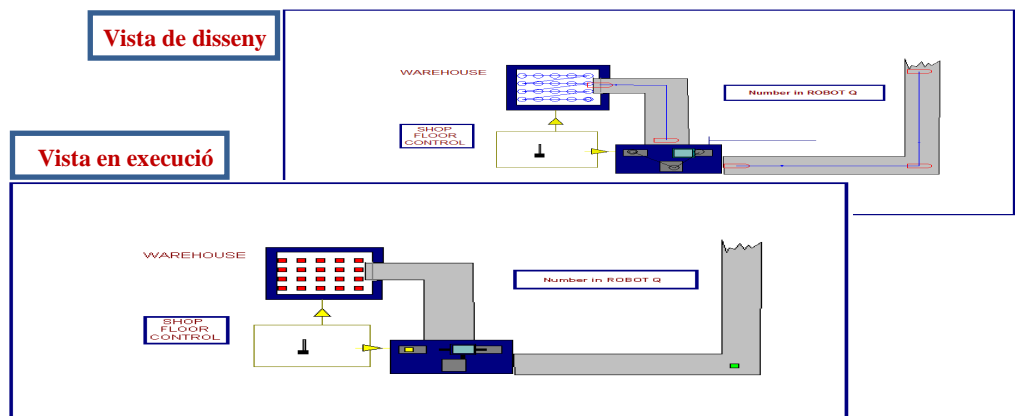 Vista de disseny
WAREHOUSE
Number in ROBOT Q
SHOP
FLOOR
CONTROL
Vista en execució
WAREHOUSE
Number in ROBOT Q
SHOP
FLOOR
CONTROL